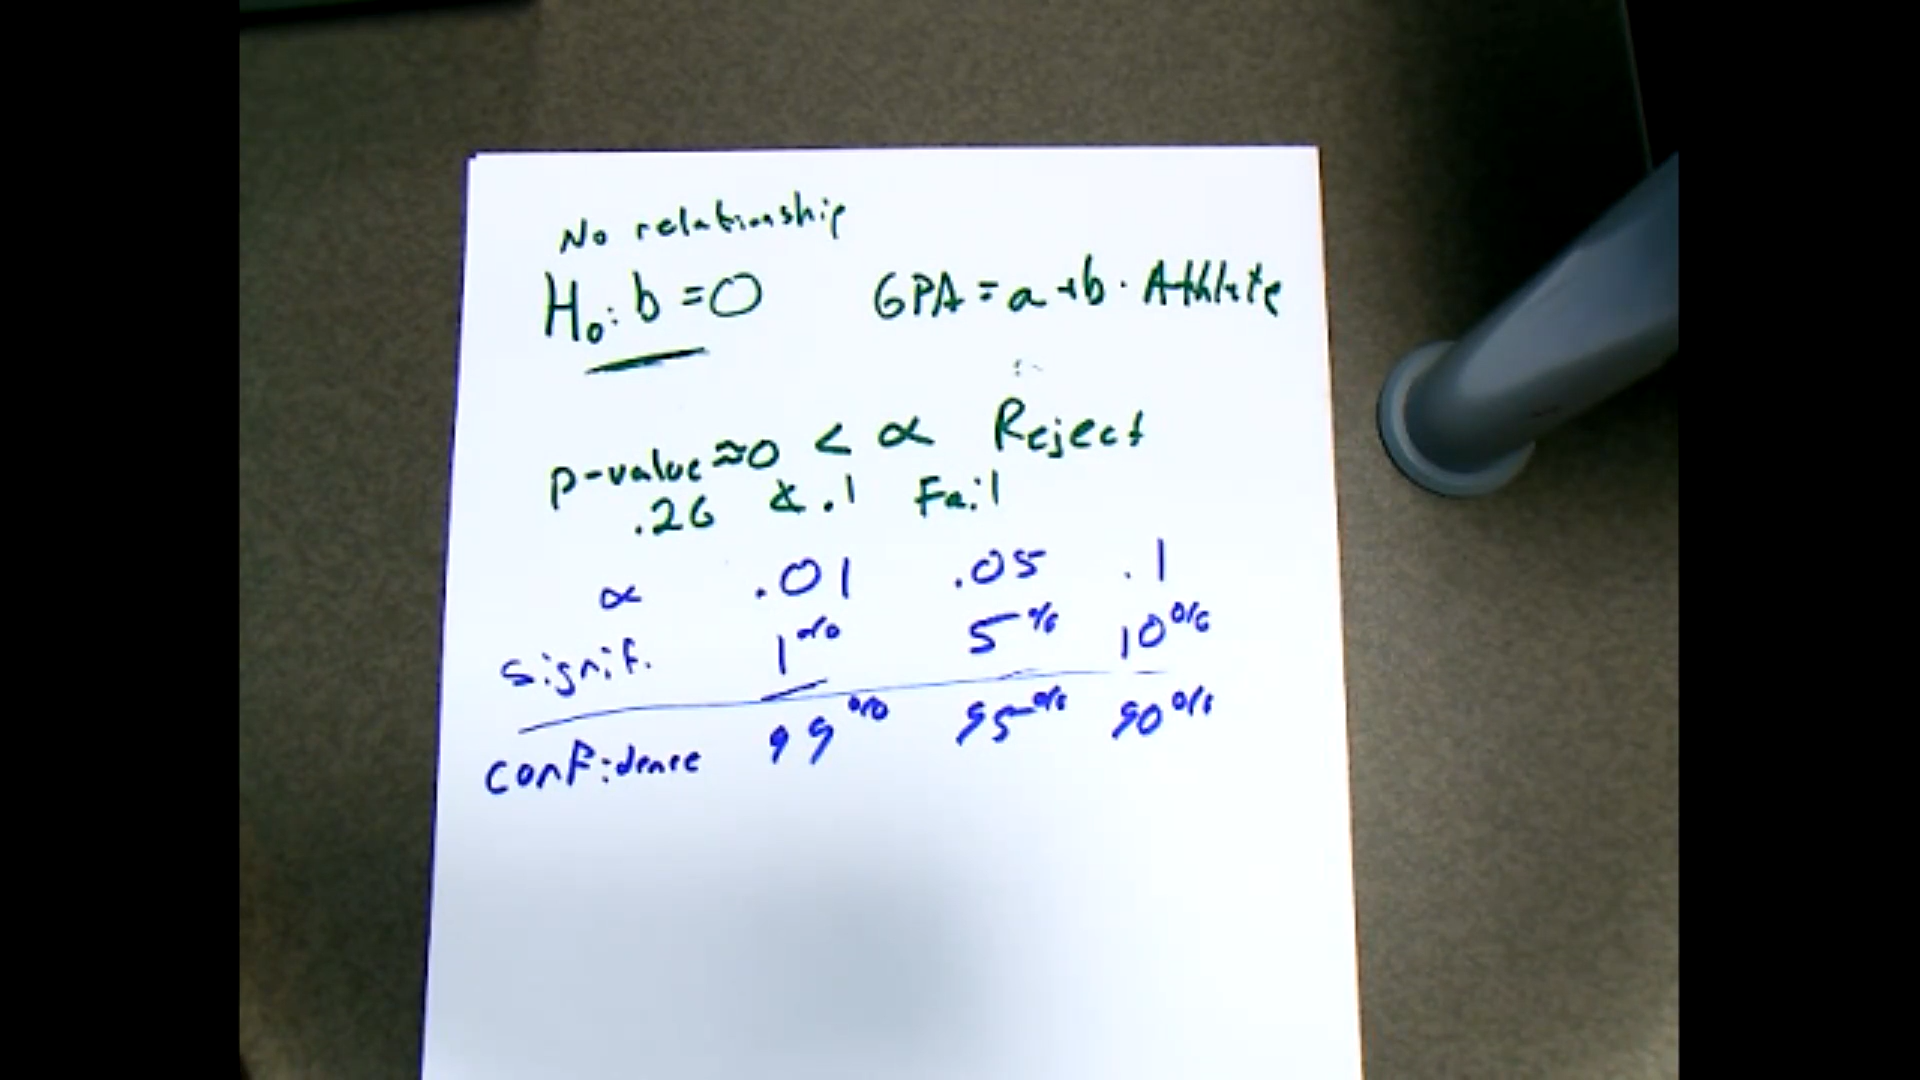 No relationship
H₀: b = 0 GPA = a + b · Athlete
p-value ≈ 0 < α Reject
.26 ≮ .1 Fail
α .01 .05 .1
Signif. 1% 5% 10%
Confidence 99% 95% 90%